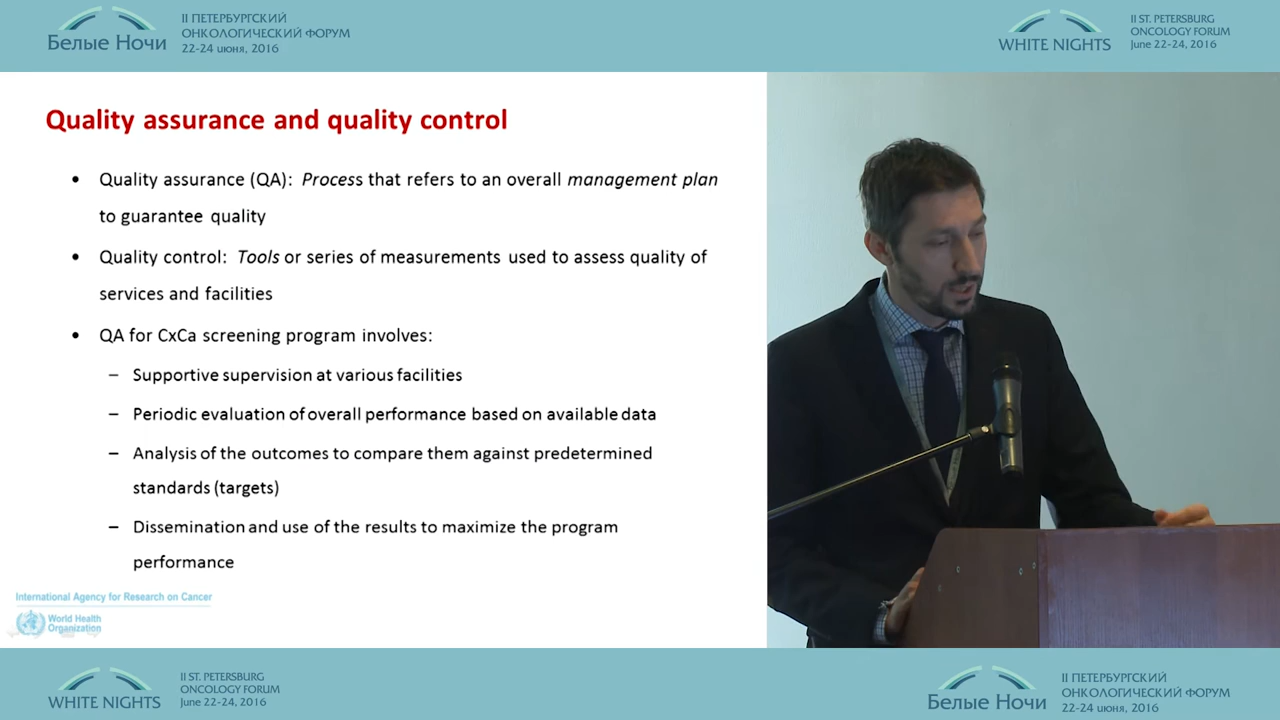 Белые Ночи
II ПЕТЕРБУРГСКИЙ
ОНКОЛОГИЧЕСКИЙ ФОРУМ
22-24 июня, 2016
WHITE NIGHTS
II ST. PETERSBURG
ONCOLOGY FORUM
June 22-24, 2016
Quality assurance and quality control
• Quality assurance (QA): Process that refers to an overall management plan
to guarantee quality
• Quality control: Tools or series of measurements used to assess quality of
services and facilities
• QA for CxCa screening program involves:
– Supportive supervision at various facilities
– Periodic evaluation of overall performance based on available data
– Analysis of the outcomes to compare them against predetermined
standards (targets)
– Dissemination and use of the results to maximize the program
performance
International Agency for Research on Cancer
World Health
Organization
WHITE NIGHTS
II ST. PETERSBURG
ONCOLOGY FORUM
June 22-24, 2016
Белые Ночи
II ПЕТЕРБУРГСКИЙ
ОНКОЛОГИЧЕСКИЙ ФОРУМ
22-24 июня, 2016